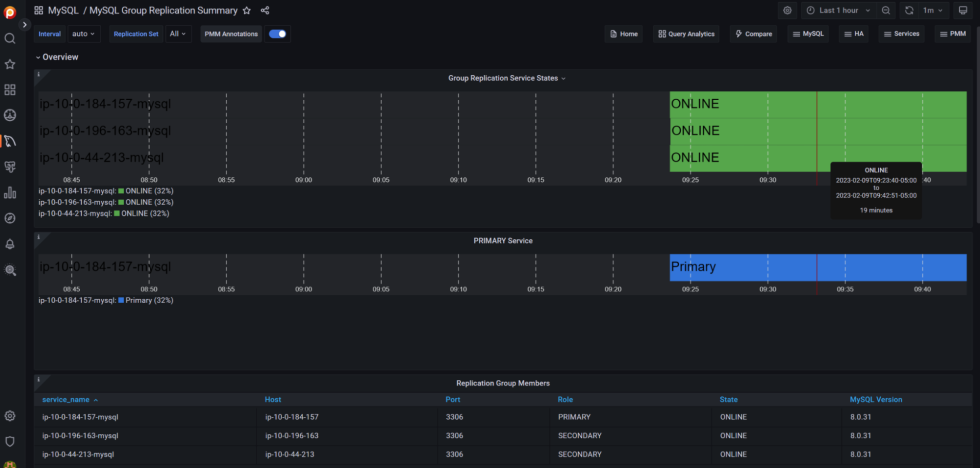 MySQL / MySQL Group Replication Summary
Last 1 hour 1m
Interval auto Replication Set All PMM Annotations Home Query Analytics Compare MySQL HA Services PMM
Overview
Group Replication Service States
ip-10-0-184-157-mysql ONLINE
ip-10-0-196-163-mysql ONLINE
ip-10-0-44-213-mysql ONLINE
08:45 08:50 08:55 09:00 09:05 09:10 09:15 09:20 09:25 09:30 :40
ONLINE
2023-02-09T09:23:40-05:00
to
2023-02-09T09:42:51-05:00
19 minutes
ip-10-0-184-157-mysql: ONLINE (32%)
ip-10-0-196-163-mysql: ONLINE (32%)
ip-10-0-44-213-mysql: ONLINE (32%)
PRIMARY Service
ip-10-0-184-157-mysql Primary
08:45 08:50 08:55 09:00 09:05 09:10 09:15 09:20 09:25 09:30 09:35 09:40
ip-10-0-184-157-mysql: Primary (32%)
Replication Group Members
service_name Host Port Role State MySQL Version
ip-10-0-184-157-mysql ip-10-0-184-157 3306 PRIMARY ONLINE 8.0.31
ip-10-0-196-163-mysql ip-10-0-196-163 3306 SECONDARY ONLINE 8.0.31
ip-10-0-44-213-mysql ip-10-0-44-213 3306 SECONDARY ONLINE 8.0.31